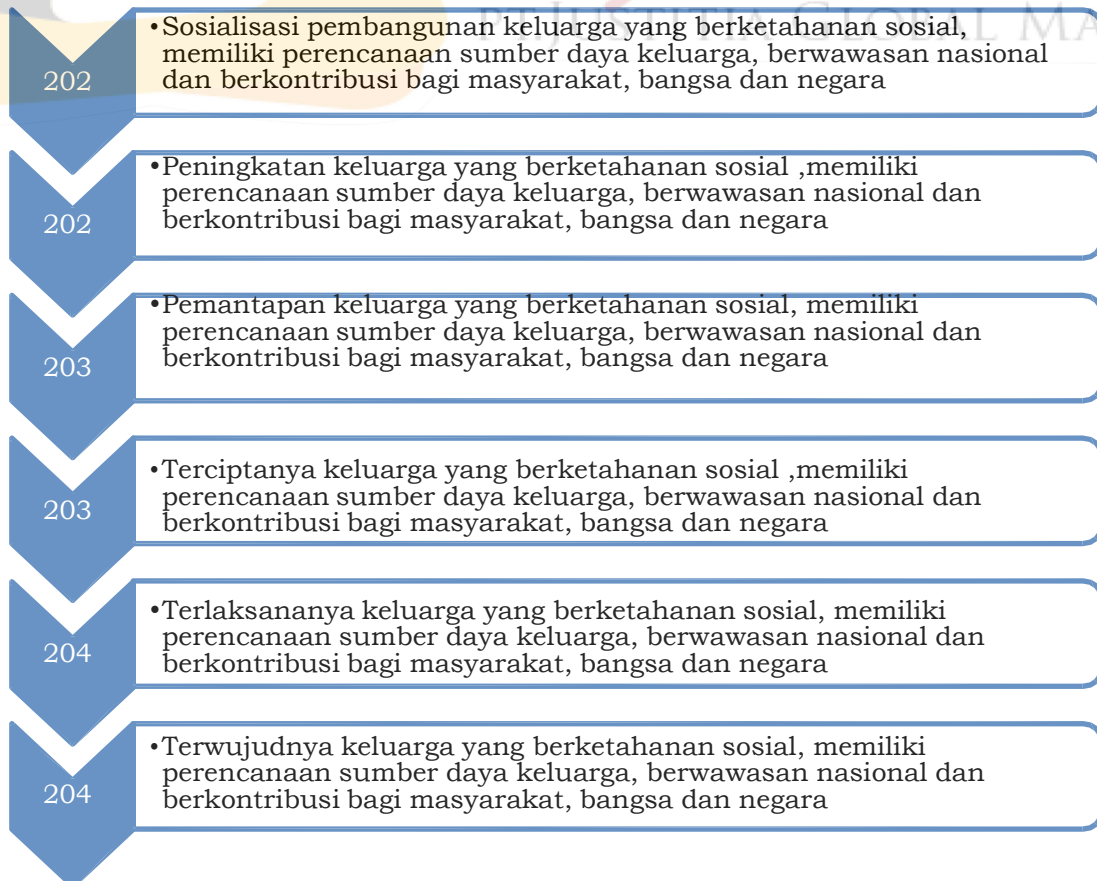 PT.JUSTITIA GLOBAL MA
202
•Sosialisasi pembangunan keluarga yang berketahanan sosial,
memiliki perencanaan sumber daya keluarga, berwawasan nasional
dan berkontribusi bagi masyarakat, bangsa dan negara
202
•Peningkatan keluarga yang berketahanan sosial ,memiliki
perencanaan sumber daya keluarga, berwawasan nasional dan
berkontribusi bagi masyarakat, bangsa dan negara
203
•Pemantapan keluarga yang berketahanan sosial, memiliki
perencanaan sumber daya keluarga, berwawasan nasional dan
berkontribusi bagi masyarakat, bangsa dan negara
203
•Terciptanya keluarga yang berketahanan sosial ,memiliki
perencanaan sumber daya keluarga, berwawasan nasional dan
berkontribusi bagi masyarakat, bangsa dan negara
204
•Terlaksananya keluarga yang berketahanan sosial, memiliki
perencanaan sumber daya keluarga, berwawasan nasional dan
berkontribusi bagi masyarakat, bangsa dan negara
204
•Terwujudnya keluarga yang berketahanan sosial, memiliki
perencanaan sumber daya keluarga, berwawasan nasional dan
berkontribusi bagi masyarakat, bangsa dan negara